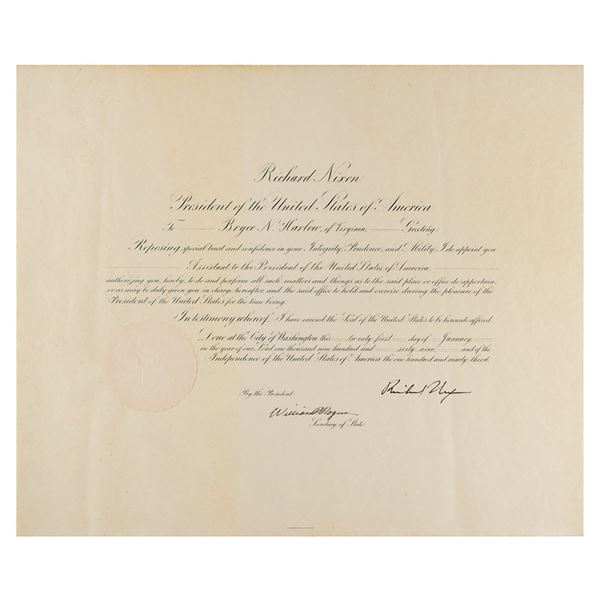 Richard Nixon
President of the United States of America
To Bryce N. Harlow, of Virginia, Greeting:
Reposing special trust and confidence in your Integrity, Prudence, and Ability, I do appoint you
Assistant to the President of the United States of America,
authorizing you, hereby, to do and perform all such matters and things as to the said place or office do appertain,
or as may be duly given you in charge hereafter, and the said office to hold and exercise during the pleasure of the
President of the United States for the time being.
In testimony whereof, I have caused the Seal of the United States to be hereunto affixed.
Done at the City of Washington this twenty first day of January,
in the year of our Lord one thousand nine hundred and sixty nine, and of the
Independence of the United States of America the one hundred and ninety third.
By the President:
Richard Nixon
William P Rogers
Secretary of State.